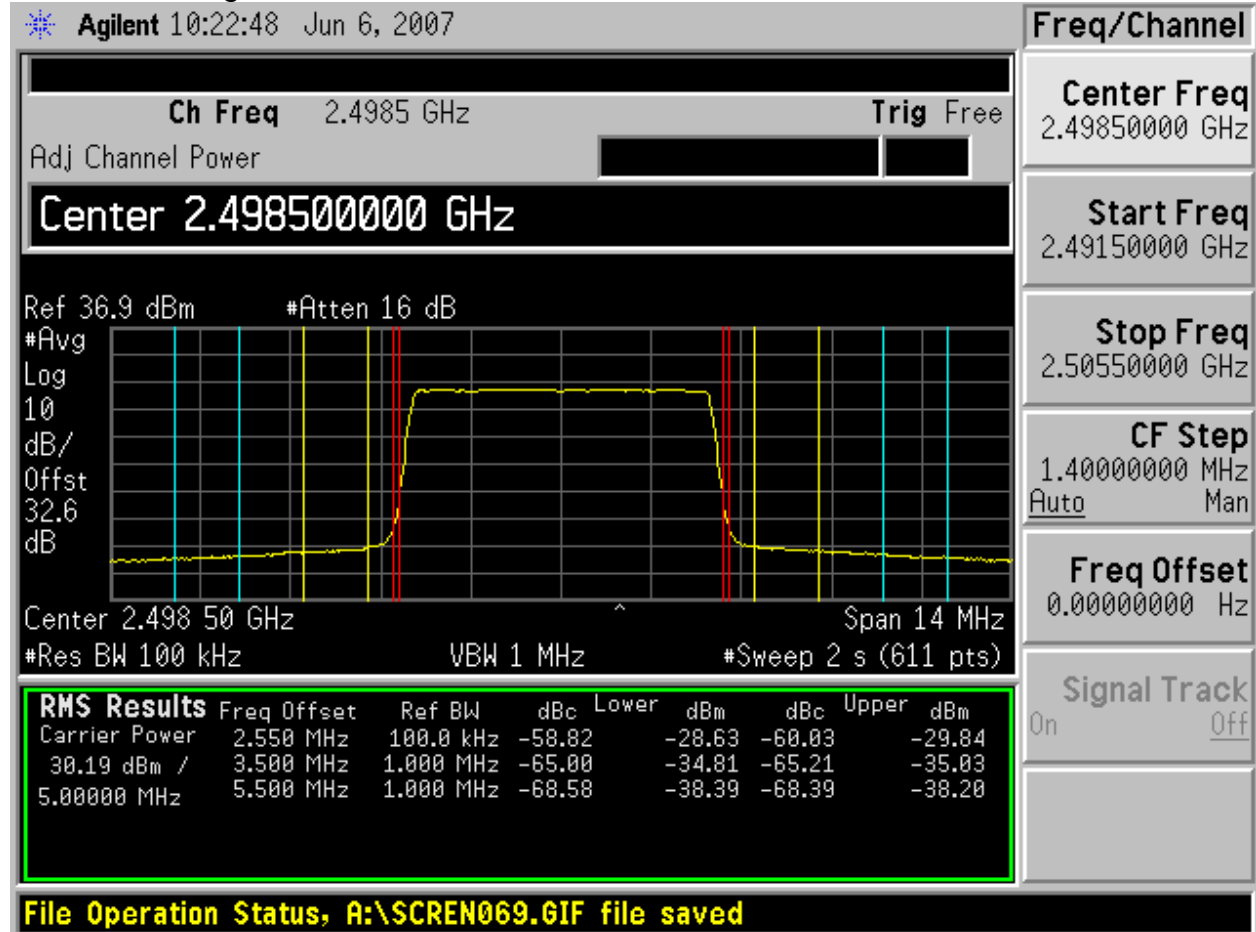 Agilent 10:22:48 Jun 6, 2007
Freq/Channel
Ch Freq 2.4985 GHz Trig Free
Adj Channel Power
Center 2.498500000 GHz
Ref 36.9 dBm #Atten 16 dB
#Avg
Log
10
dB/
Offst
32.6
dB
Center 2.498 50 GHz ^ Span 14 MHz
#Res BW 100 kHz VBW 1 MHz #Sweep 2 s (611 pts)
RMS Results Freq Offset Ref BW dBc Lower dBm dBc Upper dBm
Carrier Power 2.550 MHz 100.0 kHz -58.82 -28.63 -60.03 -29.84
30.19 dBm / 3.500 MHz 1.000 MHz -65.00 -34.81 -65.21 -35.03
5.00000 MHz 5.500 MHz 1.000 MHz -68.58 -38.39 -68.39 -38.20
Center Freq
2.49850000 GHz
Start Freq
2.49150000 GHz
Stop Freq
2.50550000 GHz
CF Step
1.40000000 MHz
Auto Man
Freq Offset
0.00000000 Hz
Signal Track
On Off
File Operation Status, A:\SCREN069.GIF file saved